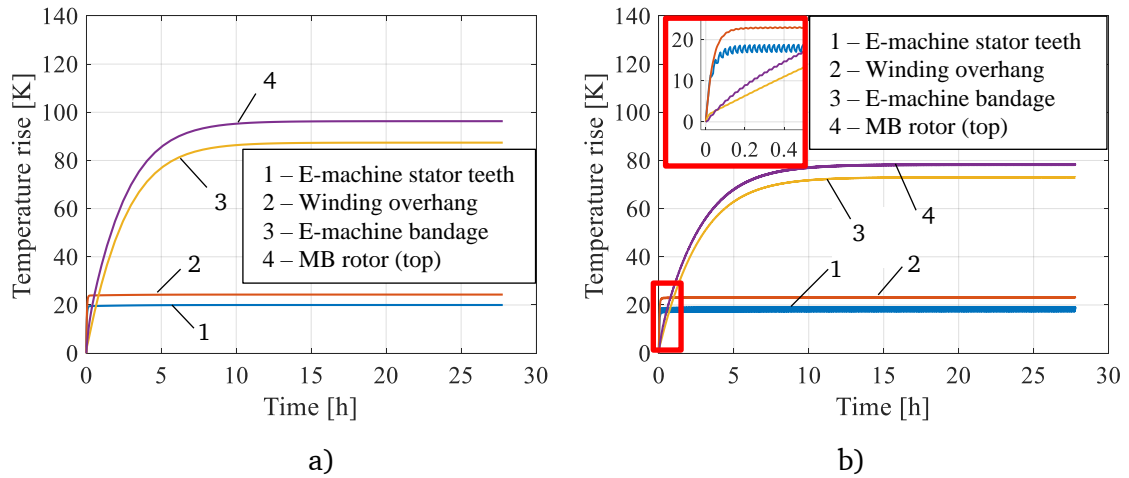 140
120
100
80
60
40
20
0
Temperature rise [K]
4
3
1 – E-machine stator teeth
2 – Winding overhang
3 – E-machine bandage
4 – MB rotor (top)
2
1
0 5 10 15 20 25 30
Time [h]
a)
140
120
100
80
60
40
20
0
Temperature rise [K]
20
10
0
0 0.2 0.4
1 – E-machine stator teeth
2 – Winding overhang
3 – E-machine bandage
4 – MB rotor (top)
3
4
1
2
0 5 10 15 20 25 30
Time [h]
b)